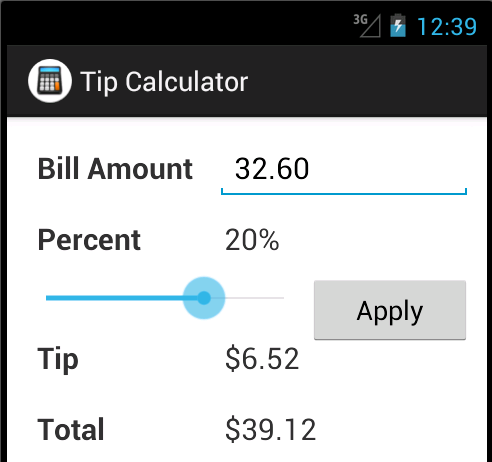 3G 12:39
Tip Calculator
Bill Amount 32.60
Percent 20%
Apply
Tip $6.52
Total $39.12